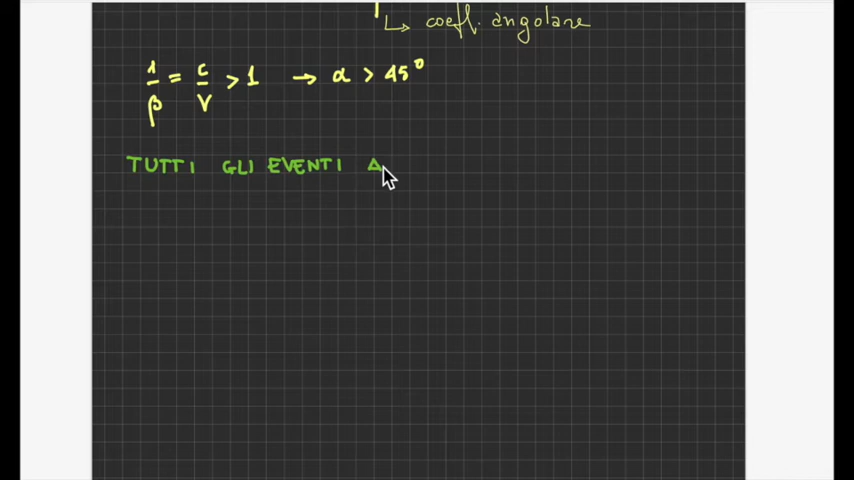 ↳ coeff. angolare
1/β = c/V > 1 → α > 45°
TUTTI GLI EVENTI A